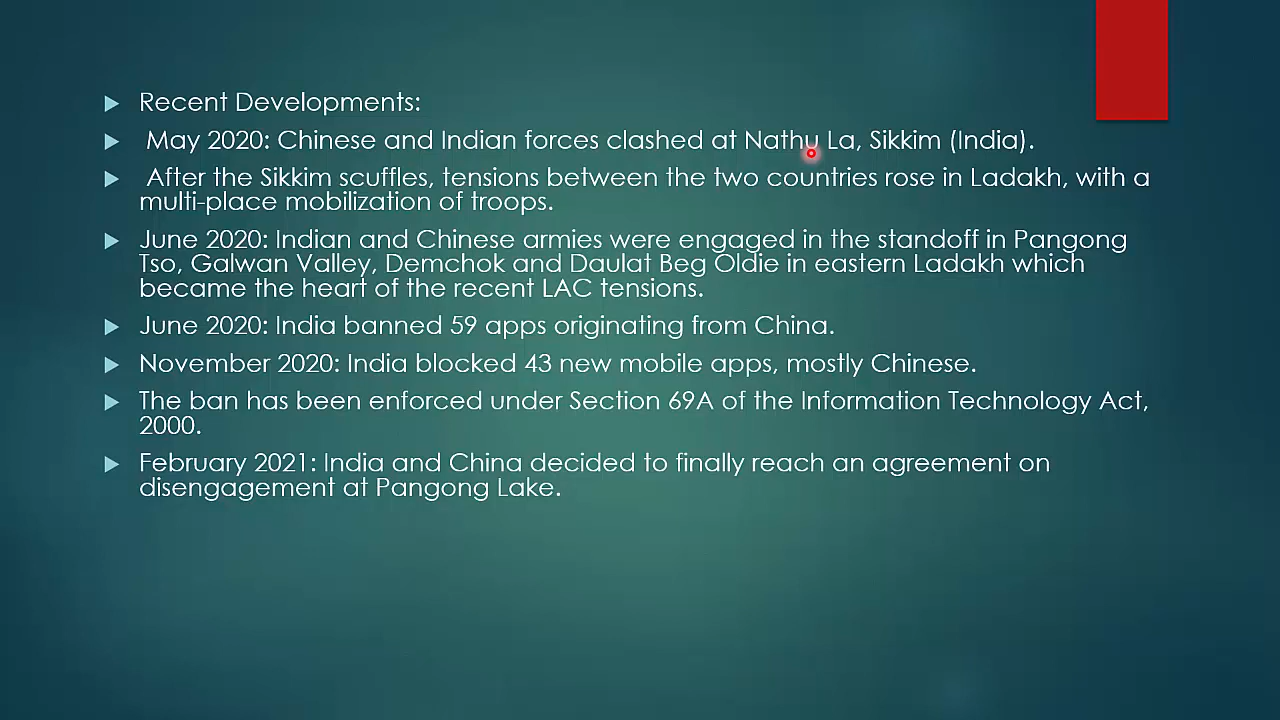 Recent Developments:
May 2020: Chinese and Indian forces clashed at Nathu La, Sikkim (India).
After the Sikkim scuffles, tensions between the two countries rose in Ladakh, with a
multi-place mobilization of troops.
June 2020: Indian and Chinese armies were engaged in the standoff in Pangong
Tso, Galwan Valley, Demchok and Daulat Beg Oldie in eastern Ladakh which
became the heart of the recent LAC tensions.
June 2020: India banned 59 apps originating from China.
November 2020: India blocked 43 new mobile apps, mostly Chinese.
The ban has been enforced under Section 69A of the Information Technology Act,
2000.
February 2021: India and China decided to finally reach an agreement on
disengagement at Pangong Lake.